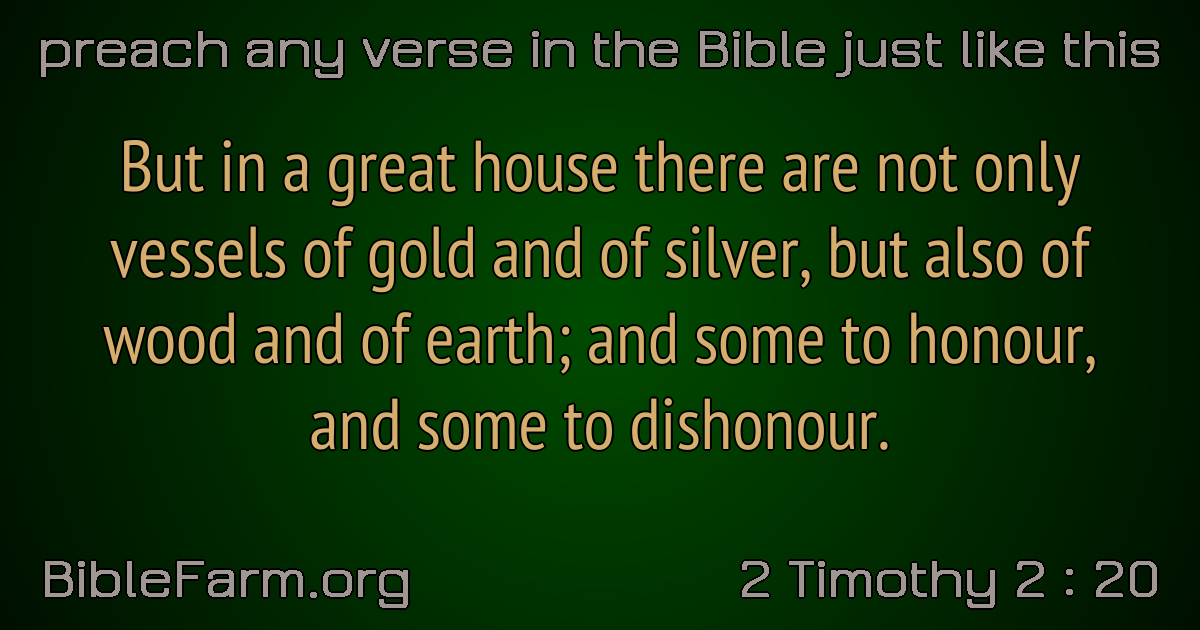 preach any verse in the Bible just like this
But in a great house there are not only
vessels of gold and of silver, but also of
wood and of earth; and some to honour,
and some to dishonour.
BibleFarm.org
2 Timothy 2 : 20